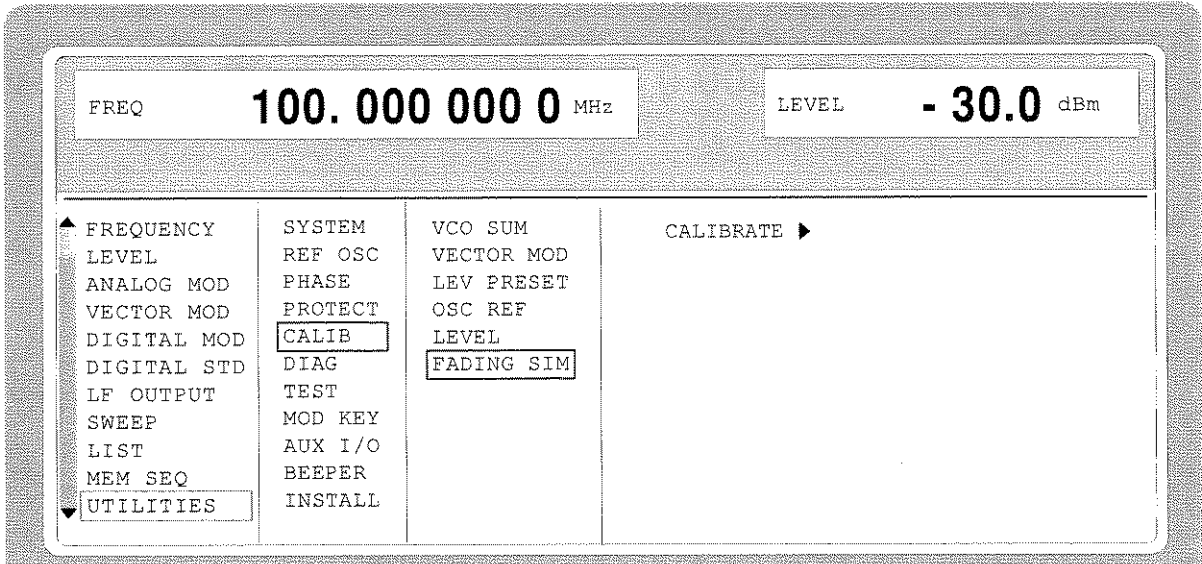 FREQ 100. 000 000 0 MHz
LEVEL - 30.0 dBm
FREQUENCY
LEVEL
ANALOG MOD
VECTOR MOD
DIGITAL MOD
DIGITAL STD
LF OUTPUT
SWEEP
LIST
MEM SEQ
UTILITIES
SYSTEM
REF OSC
PHASE
PROTECT
CALIB
DIAG
TEST
MOD KEY
AUX I/O
BEEPER
INSTALL
VCO SUM
VECTOR MOD
LEV PRESET
OSC REF
LEVEL
FADING SIM
CALIBRATE